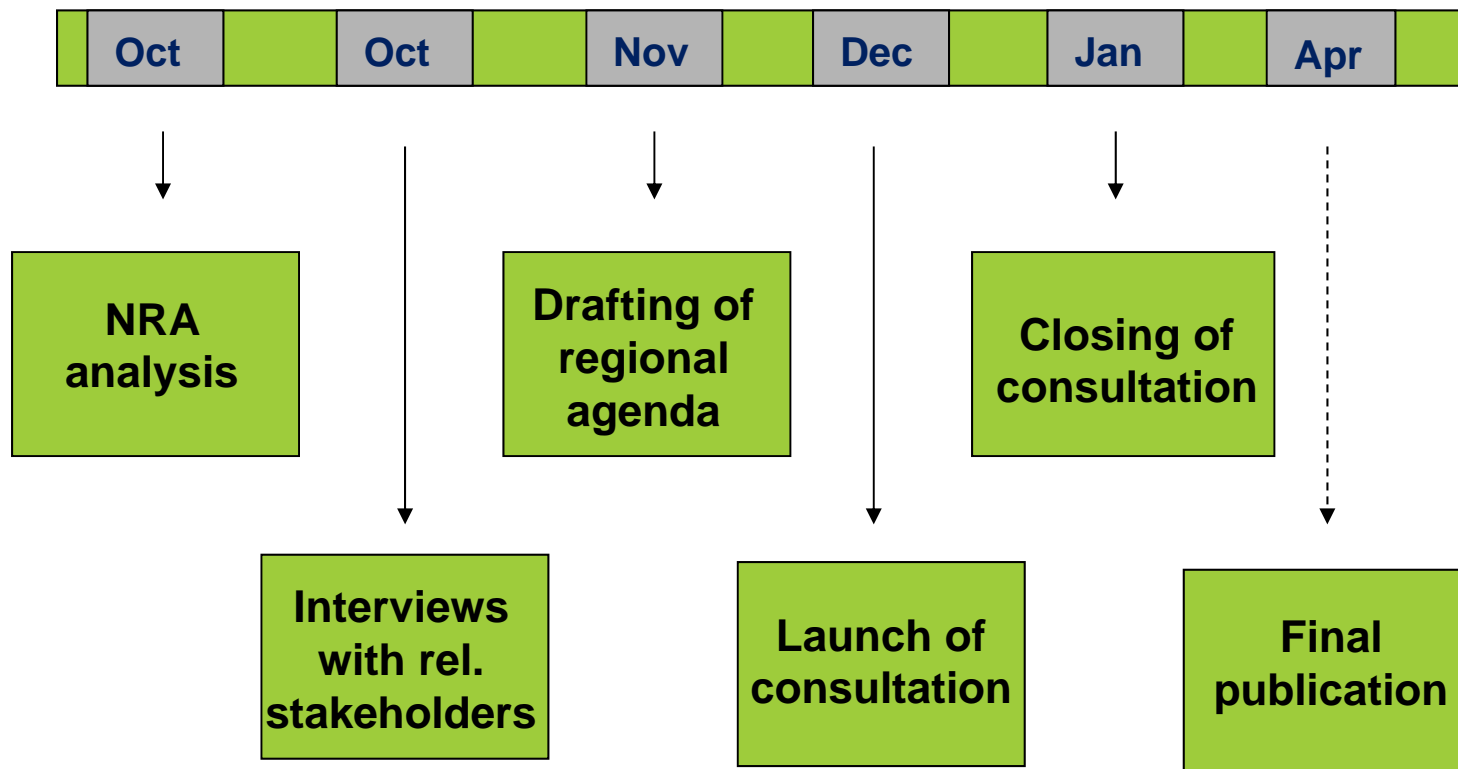 Oct
Oct
Nov
Dec
Jan
Apr
NRA
analysis
Drafting of
regional
agenda
Closing of
consultation
Interviews
with rel.
stakeholders
Launch of
consultation
Final
publication